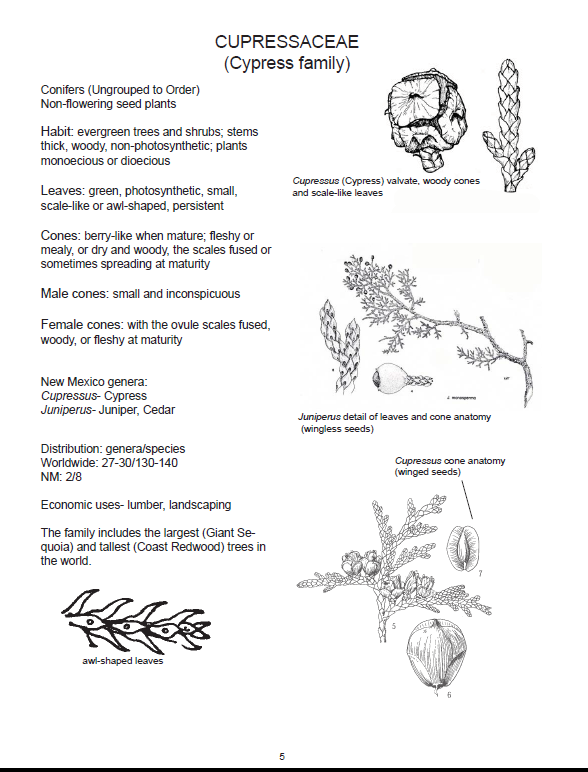 CUPRESSACEAE
(Cypress family)
Conifers (Ungrouped to Order)
Non-flowering seed plants
Habit: evergreen trees and shrubs; stems
thick, woody, non-photosynthetic; plants
monoecious or dioecious
Leaves: green, photosynthetic, small,
scale-like or awl-shaped, persistent
Cones: berry-like when mature; fleshy or
mealy, or dry and woody, the scales fused or
sometimes spreading at maturity
Male cones: small and inconspicuous
Female cones: with the ovule scales fused,
woody, or fleshy at maturity
New Mexico genera:
Cupressus- Cypress
Juniperus- Juniper, Cedar
Distribution: genera/species
Worldwide: 27-30/130-140
NM: 2/8
Economic uses- lumber, landscaping
The family includes the largest (Giant Se-
quoia) and tallest (Coast Redwood) trees in
the world.
awl-shaped leaves
Cupressus (Cypress) valvate, woody cones
and scale-like leaves
J. monosperma
Juniperus detail of leaves and cone anatomy
(wingless seeds)
Cupressus cone anatomy
(winged seeds)
7
5
6
5